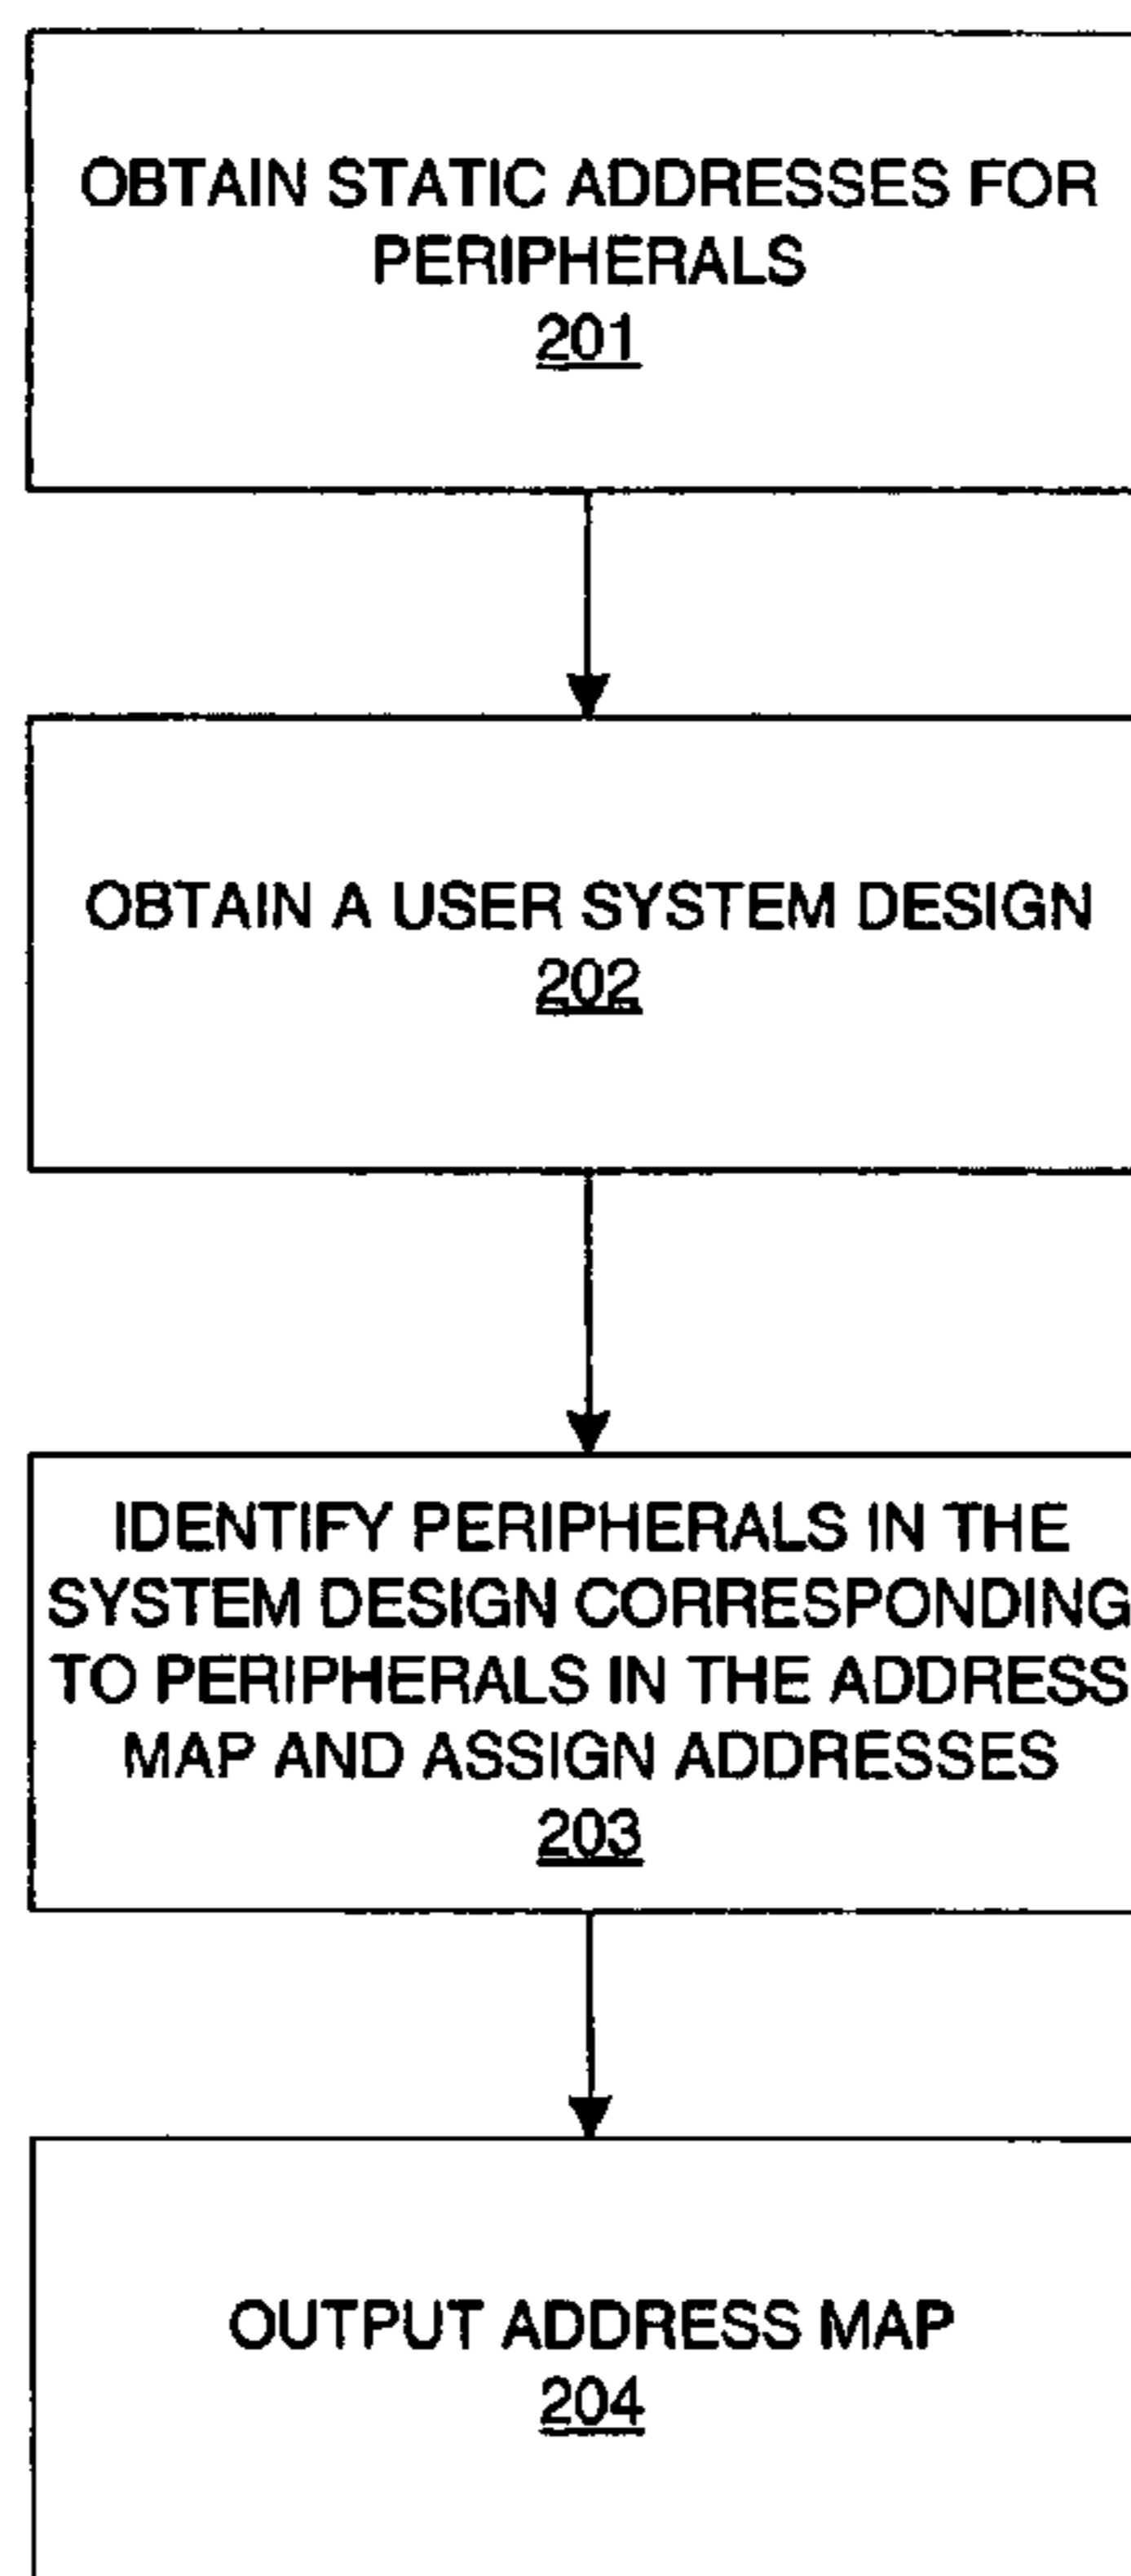 OBTAIN STATIC ADDRESSES FOR
PERIPHERALS
201
OBTAIN A USER SYSTEM DESIGN
202
IDENTIFY PERIPHERALS IN THE
SYSTEM DESIGN CORRESPONDING
TO PERIPHERALS IN THE ADDRESS
MAP AND ASSIGN ADDRESSES
203
OUTPUT ADDRESS MAP
204